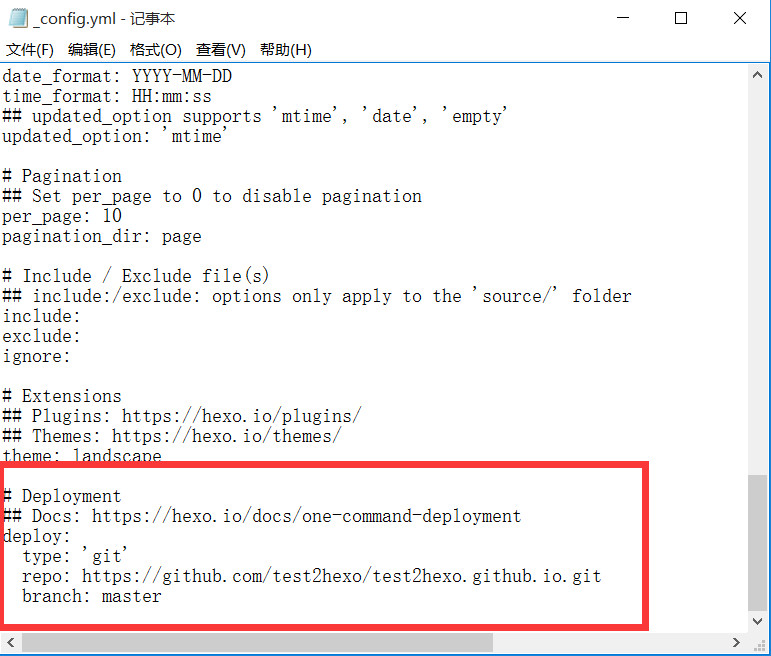 _config.yml - 记事本
文件(F) 编辑(E) 格式(O) 查看(V) 帮助(H)
date_format: YYYY-MM-DD
time_format: HH:mm:ss
## updated_option supports 'mtime', 'date', 'empty'
updated_option: 'mtime'
# Pagination
## Set per_page to 0 to disable pagination
per_page: 10
pagination_dir: page
# Include / Exclude file(s)
## include:/exclude: options only apply to the 'source/' folder
include:
exclude:
ignore:
# Extensions
## Plugins: https://hexo.io/plugins/
## Themes: https://hexo.io/themes/
theme: landscape
# Deployment
## Docs: https://hexo.io/docs/one-command-deployment
deploy:
  type: 'git'
  repo: https://github.com/test2hexo/test2hexo.github.io.git
  branch: master